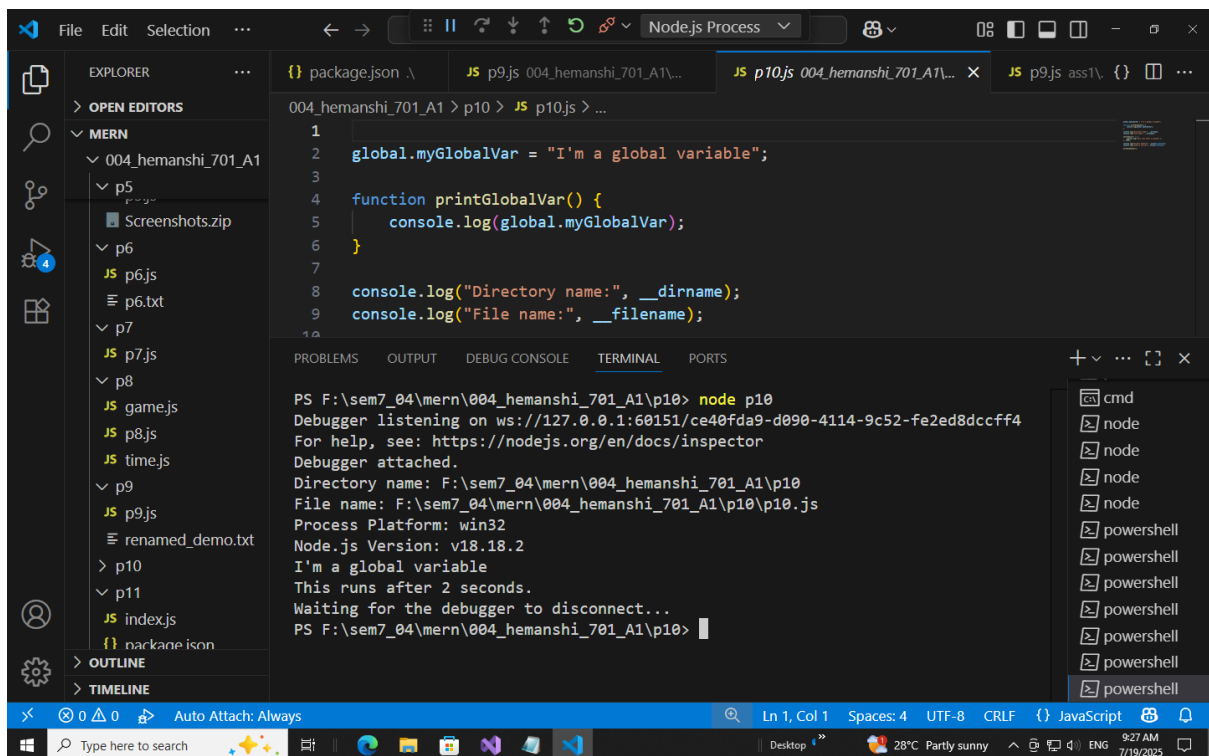 File Edit Selection ··· Node.js Process
EXPLORER ···
OPEN EDITORS
MERN
004_hemanshi_701_A1
p5
Screenshots.zip
p6
JS p6.js
p6.txt
p7
JS p7.js
p8
JS game.js
JS p8.js
JS time.js
p9
JS p9.js
renamed_demo.txt
p10
p11
JS index.js
{} package.json
OUTLINE
TIMELINE
4
{} package.json .\ JS p9.js 004_hemanshi_701_A1\... JS p10.js 004_hemanshi_701_A1\... JS p9.js ass1\. {} ···
004_hemanshi_701_A1 > p10 > JS p10.js > ...
1
2 global.myGlobalVar = "I'm a global variable";
3
4 function printGlobalVar() {
5 console.log(global.myGlobalVar);
6 }
7
8 console.log("Directory name:", __dirname);
9 console.log("File name:", __filename);
10
PROBLEMS OUTPUT DEBUG CONSOLE TERMINAL PORTS
PS F:\sem7_04\mern\004_hemanshi_701_A1\p10> node p10
Debugger listening on ws://127.0.0.1:60151/ce40fda9-d090-4114-9c52-fe2ed8dccff4
For help, see: https://nodejs.org/en/docs/inspector
Debugger attached.
Directory name: F:\sem7_04\mern\004_hemanshi_701_A1\p10
File name: F:\sem7_04\mern\004_hemanshi_701_A1\p10\p10.js
Process Platform: win32
Node.js Version: v18.18.2
I'm a global variable
This runs after 2 seconds.
Waiting for the debugger to disconnect...
PS F:\sem7_04\mern\004_hemanshi_701_A1\p10>
cmd
node
node
node
node
powershell
powershell
powershell
powershell
powershell
powershell
powershell
0 0 Auto Attach: Always Ln 1, Col 1 Spaces: 4 UTF-8 CRLF {} JavaScript
Type here to search Desktop 28°C Partly sunny ENG 9:27 AM
7/19/2025